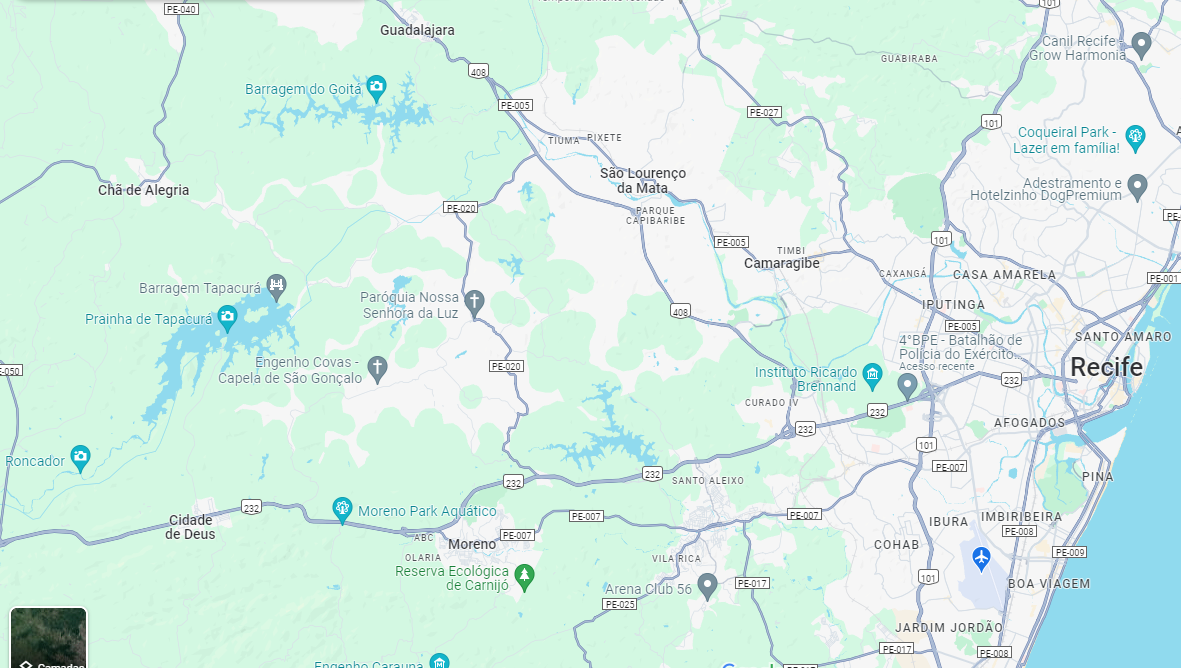 PE-040
Guadalajara
101
Canil Recife -
Grow Harmonia
GUABIRABA
408
Barragem do Goitá
PE-005
PE-027
101
TIUMA
PIXETE
Coqueiral Park -
Lazer em família!
São Lourenço
da Mata
Chã de Alegria
Adestramento e
Hotelzinho DogPremium
PE-020
PARQUE
CAPIBARIBE
PE-005
101
TIMBI
Camaragibe
CAXANGÁ
CASA AMARELA
PE-001
Barragem Tapacurá
Paróquia Nossa
Senhora da Luz
IPUTINGA
408
Prainha de Tapacurá
PE-005
SANTO AMARO
4°BPE - Batalhão de
Polícia do Exército...
Acesso recente
Recife
PE-020
Engenho Covas -
Capela de São Gonçalo
Instituto Ricardo
Brennand
232
CURADO IV
232
AFOGADOS
232
101
Roncador
PE-007
232
232
SANTO ALEIXO
PINA
232
Moreno Park Aquático
Cidade
de Deus
PE-007
PE-007
IBURA
IMBIRIBEIRA
PE-008
ABC
PE-007
Moreno
COHAB
PE-009
OLARIA
VILA RICA
Reserva Ecológica
de Carnijó
101
PE-017
BOA VIAGEM
Arena Club 56
PE-025
JARDIM JORDÃO
PE-017
PE-008
Engenho Caraúna
Camadas